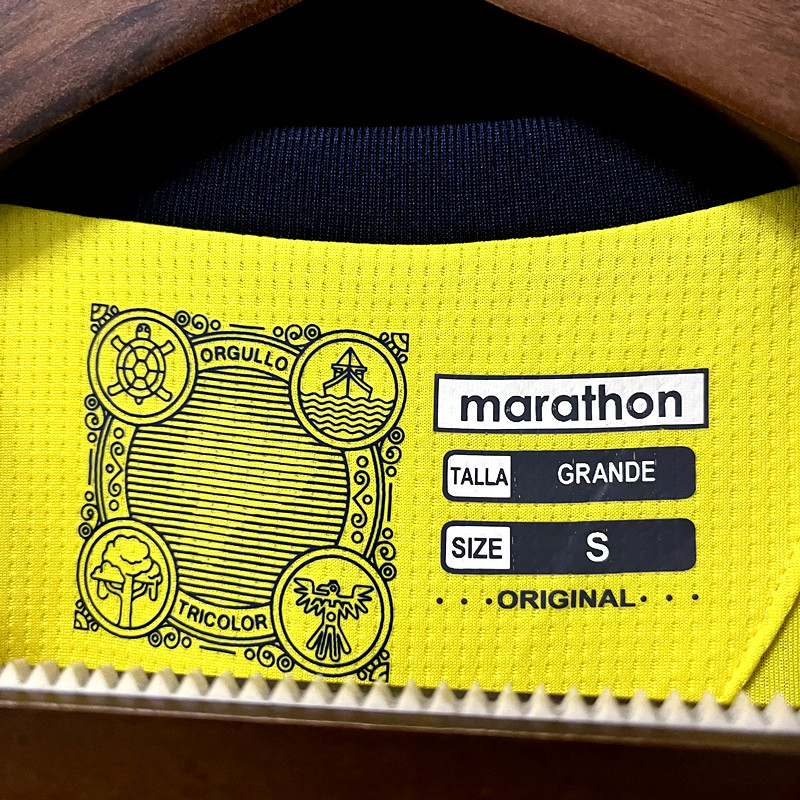 ORGULLO
TRICOLOR
marathon
TALLA GRANDE
SIZE S
ORIGINAL